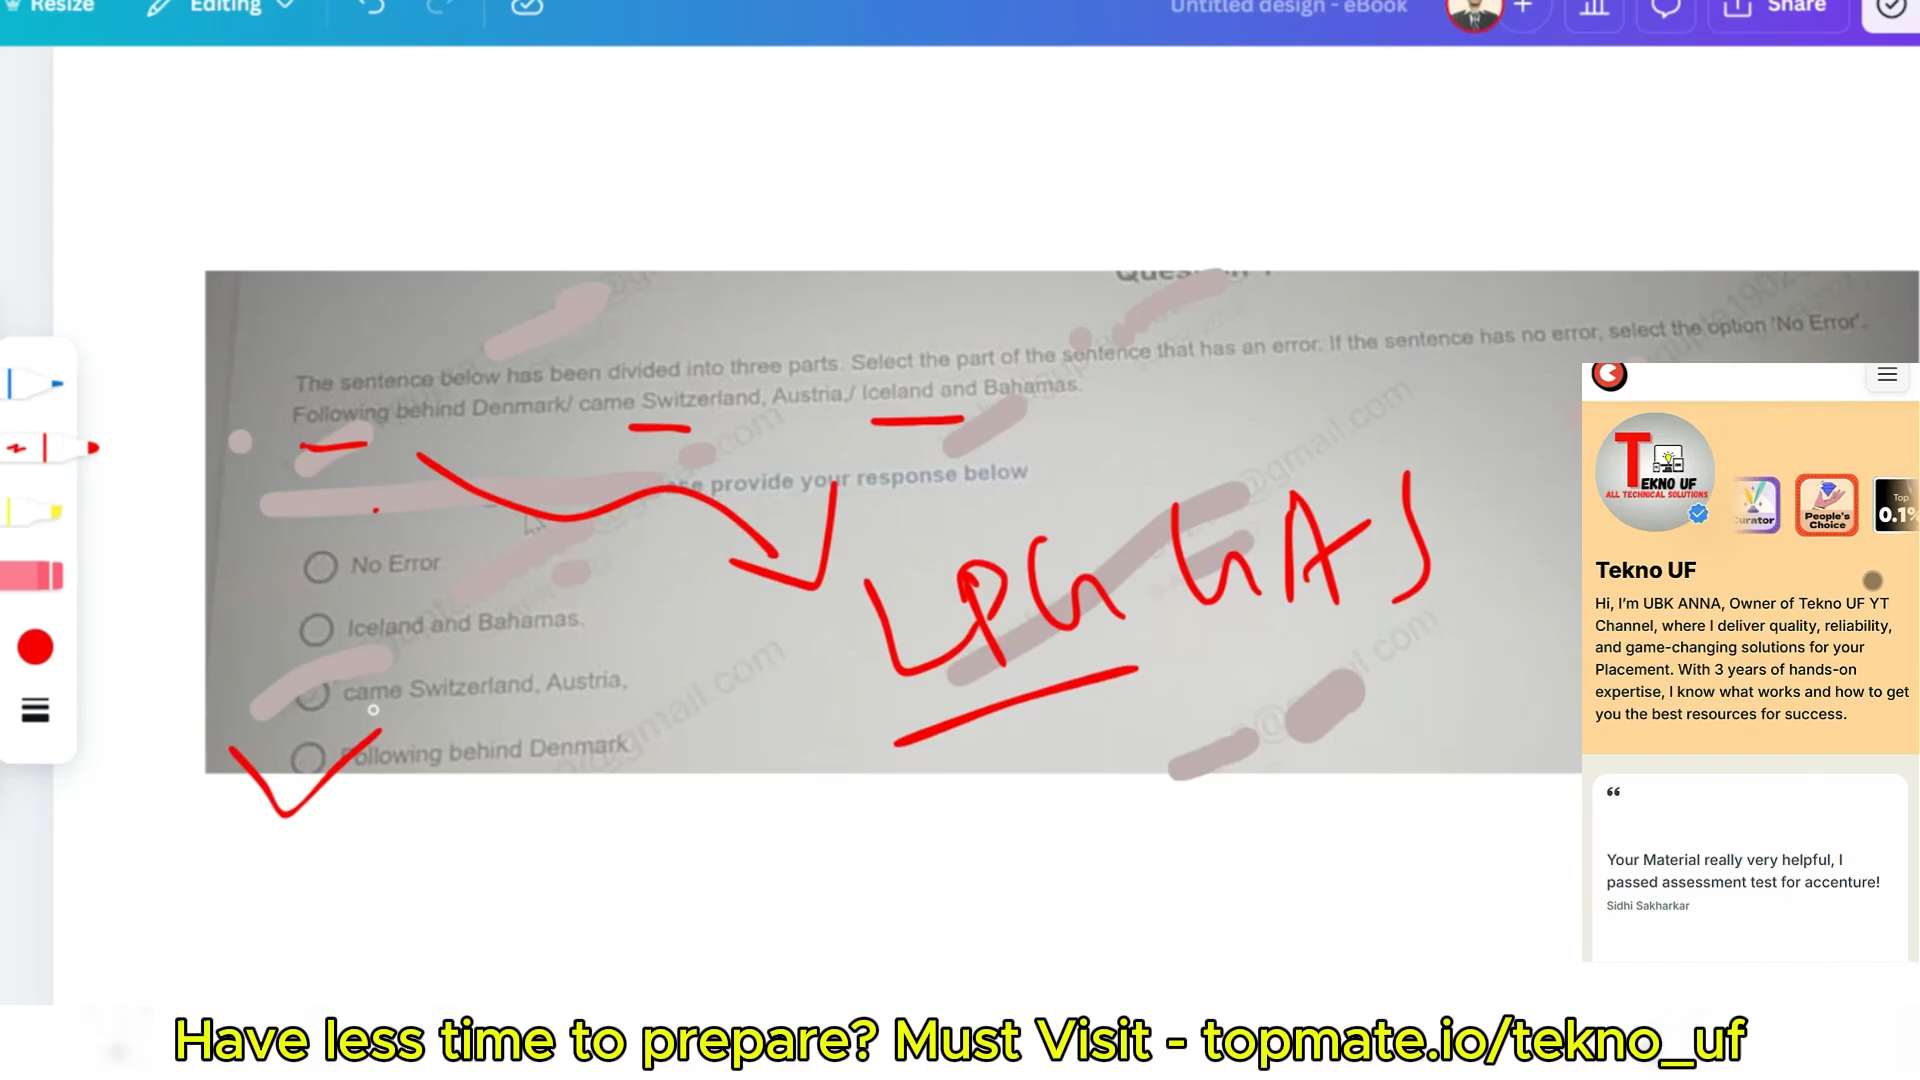 Resize
Editing
Untitled design - eBook
Share
The sentence below has been divided into three parts. Select the part of the sentence that has an error. If the sentence has no error, select the option 'No Error'.
Following behind Denmark/ came Switzerland, Austria,/ Iceland and Bahamas.
provide your response below
No Error
Iceland and Bahamas.
came Switzerland, Austria,
Following behind Denmark
LPG GAS
TEKNO UF
ALL TECHNICAL SOLUTIONS
People's
Choice
Top
0.1%
Tekno UF
Hi, I'm UBK ANNA, Owner of Tekno UF YT
Channel, where I deliver quality, reliability,
and game-changing solutions for your
Placement. With 3 years of hands-on
expertise, I know what works and how to get
you the best resources for success.
“
Your Material really very helpful, I
passed assessment test for accenture!
Sidhi Sakharkar
Have less time to prepare? Must Visit - topmate.io/tekno_uf